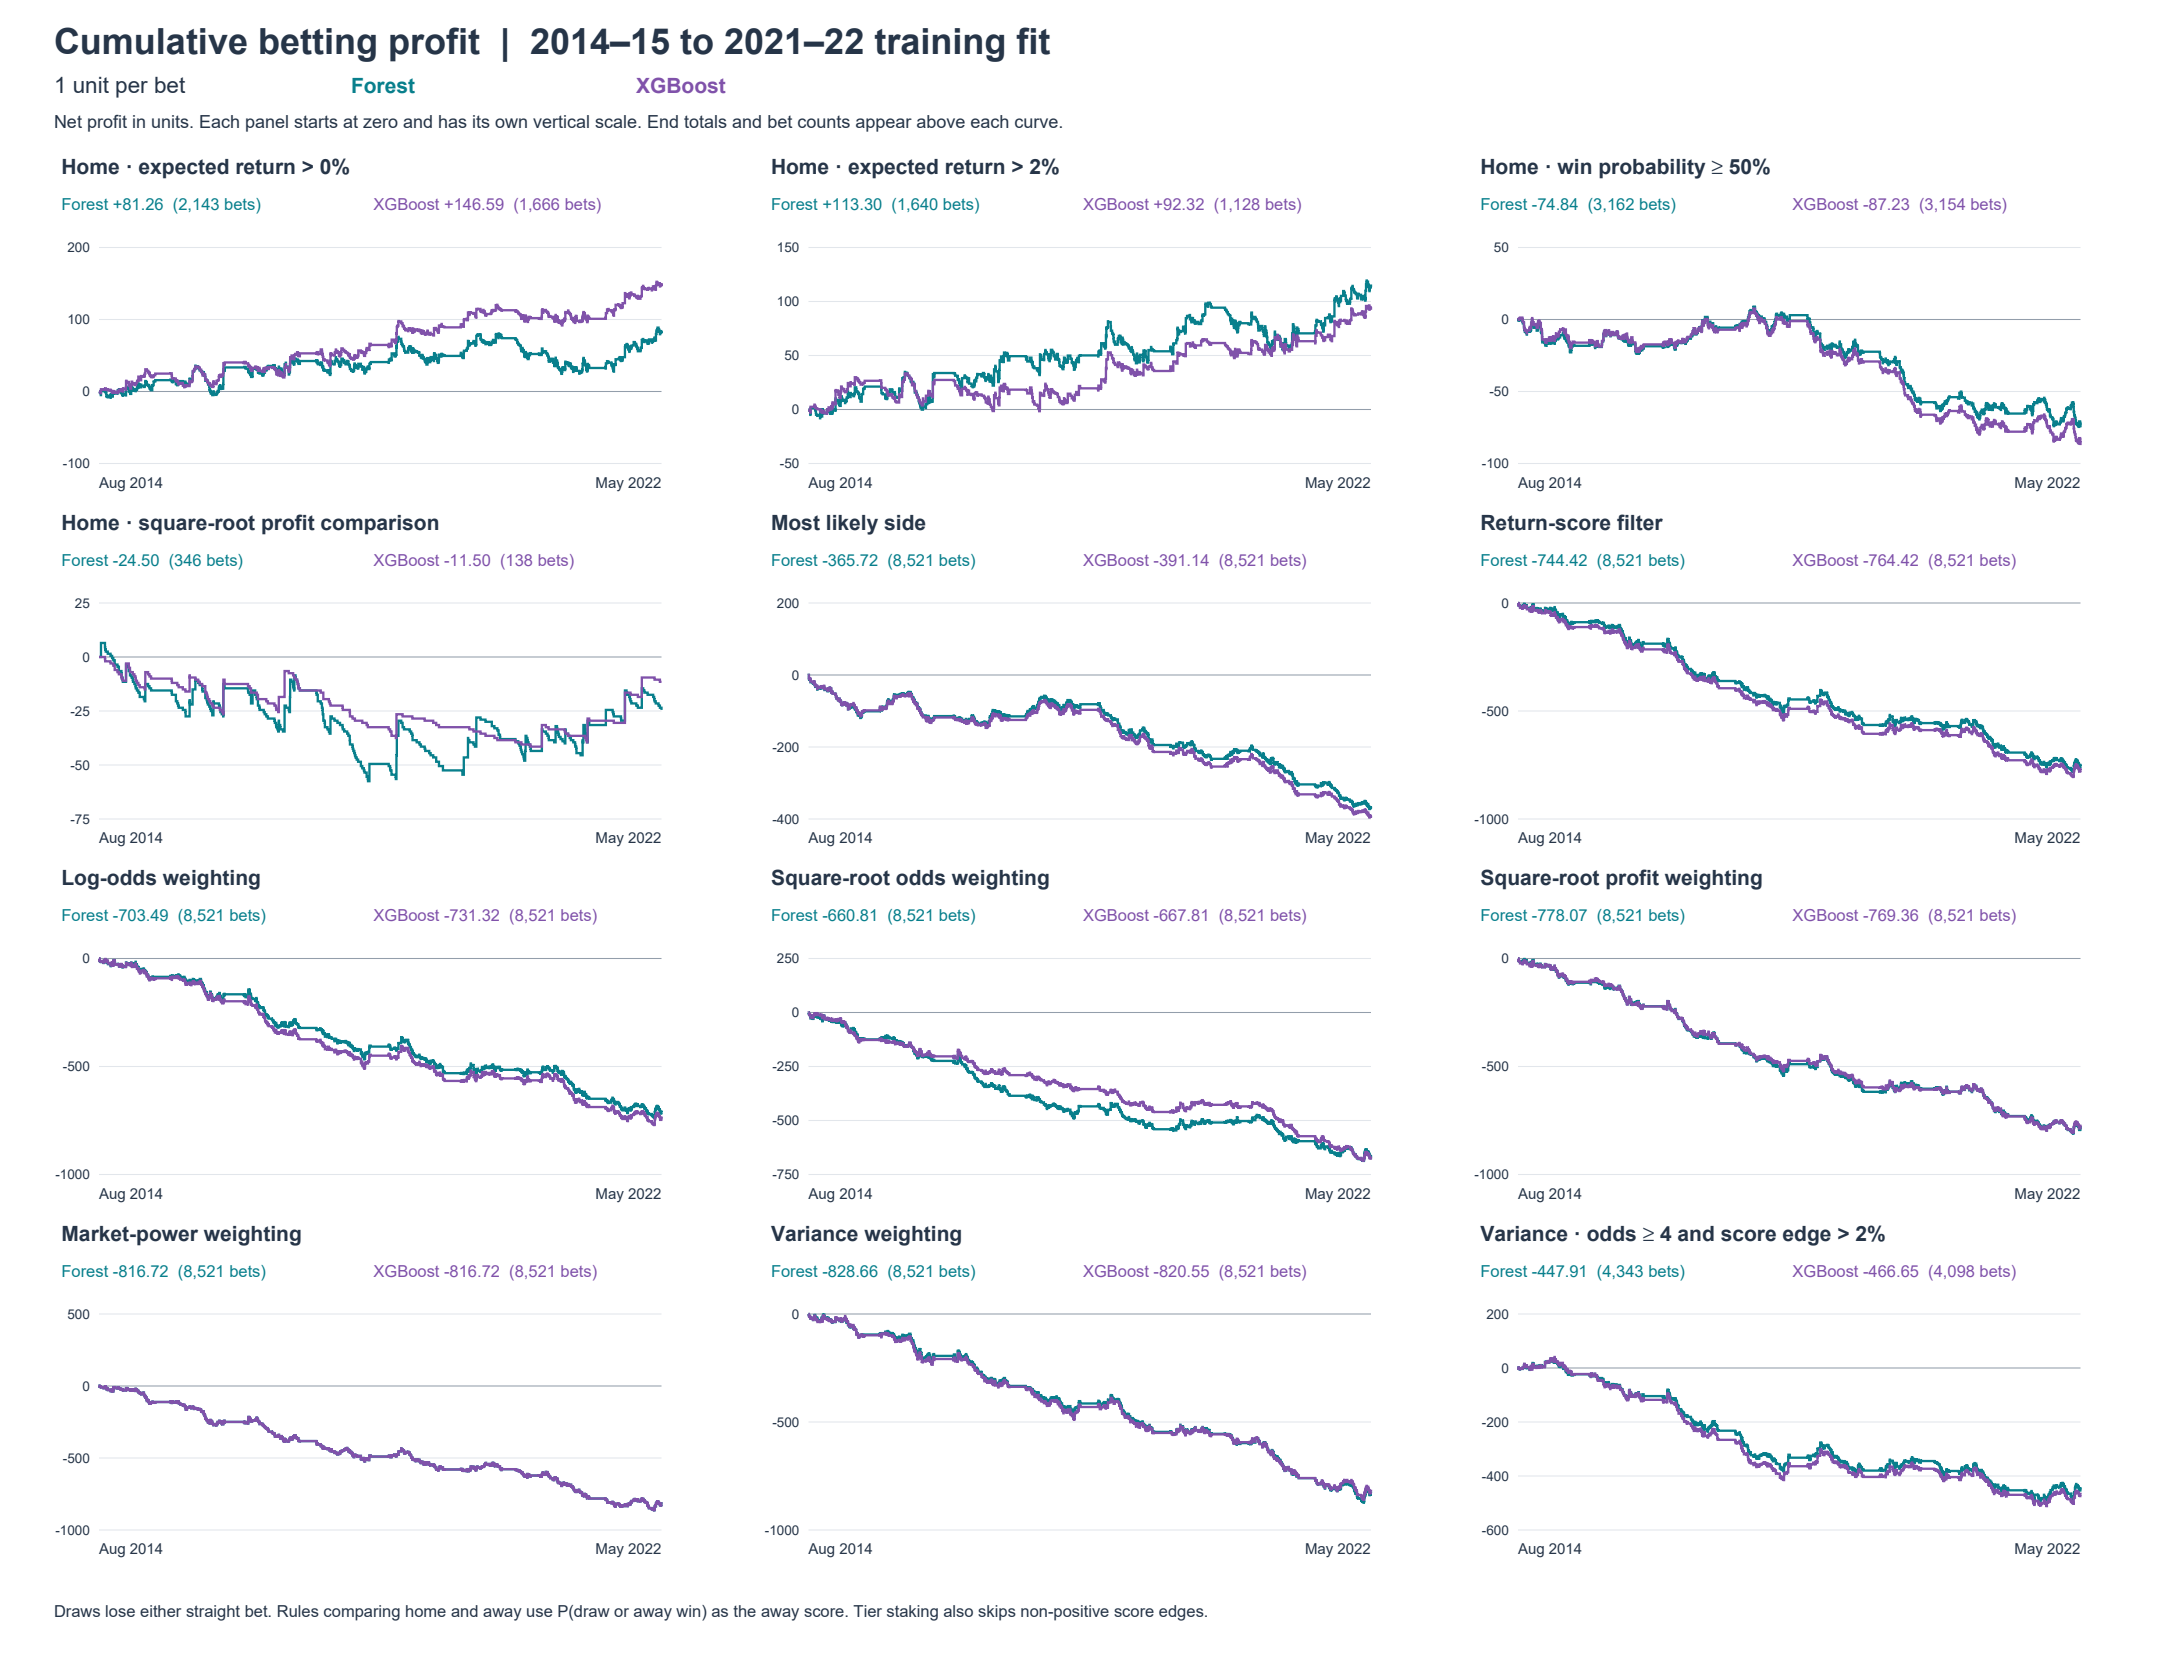 Cumulative betting profit | 2014–15 to 2021–22 training fit
1 unit per bet Forest XGBoost
Net profit in units. Each panel starts at zero and has its own vertical scale. End totals and bet counts appear above each curve.
Home · expected return > 0%
Forest +81.26 (2,143 bets) XGBoost +146.59 (1,666 bets)
200
100
0
-100
Aug 2014 May 2022
Home · expected return > 2%
Forest +113.30 (1,640 bets) XGBoost +92.32 (1,128 bets)
150
100
50
0
-50
Aug 2014 May 2022
Home · win probability ≥ 50%
Forest -74.84 (3,162 bets) XGBoost -87.23 (3,154 bets)
50
0
-50
-100
Aug 2014 May 2022
Home · square-root profit comparison
Forest -24.50 (346 bets) XGBoost -11.50 (138 bets)
25
0
-25
-50
-75
Aug 2014 May 2022
Most likely side
Forest -365.72 (8,521 bets) XGBoost -391.14 (8,521 bets)
200
0
-200
-400
Aug 2014 May 2022
Return-score filter
Forest -744.42 (8,521 bets) XGBoost -764.42 (8,521 bets)
0
-500
-1000
Aug 2014 May 2022
Log-odds weighting
Forest -703.49 (8,521 bets) XGBoost -731.32 (8,521 bets)
0
-500
-1000
Aug 2014 May 2022
Square-root odds weighting
Forest -660.81 (8,521 bets) XGBoost -667.81 (8,521 bets)
250
0
-250
-500
-750
Aug 2014 May 2022
Square-root profit weighting
Forest -778.07 (8,521 bets) XGBoost -769.36 (8,521 bets)
0
-500
-1000
Aug 2014 May 2022
Market-power weighting
Forest -816.72 (8,521 bets) XGBoost -816.72 (8,521 bets)
500
0
-500
-1000
Aug 2014 May 2022
Variance weighting
Forest -828.66 (8,521 bets) XGBoost -820.55 (8,521 bets)
0
-500
-1000
Aug 2014 May 2022
Variance · odds ≥ 4 and score edge > 2%
Forest -447.91 (4,343 bets) XGBoost -466.65 (4,098 bets)
200
0
-200
-400
-600
Aug 2014 May 2022
Draws lose either straight bet. Rules comparing home and away use P(draw or away win) as the away score. Tier staking also skips non-positive score edges.